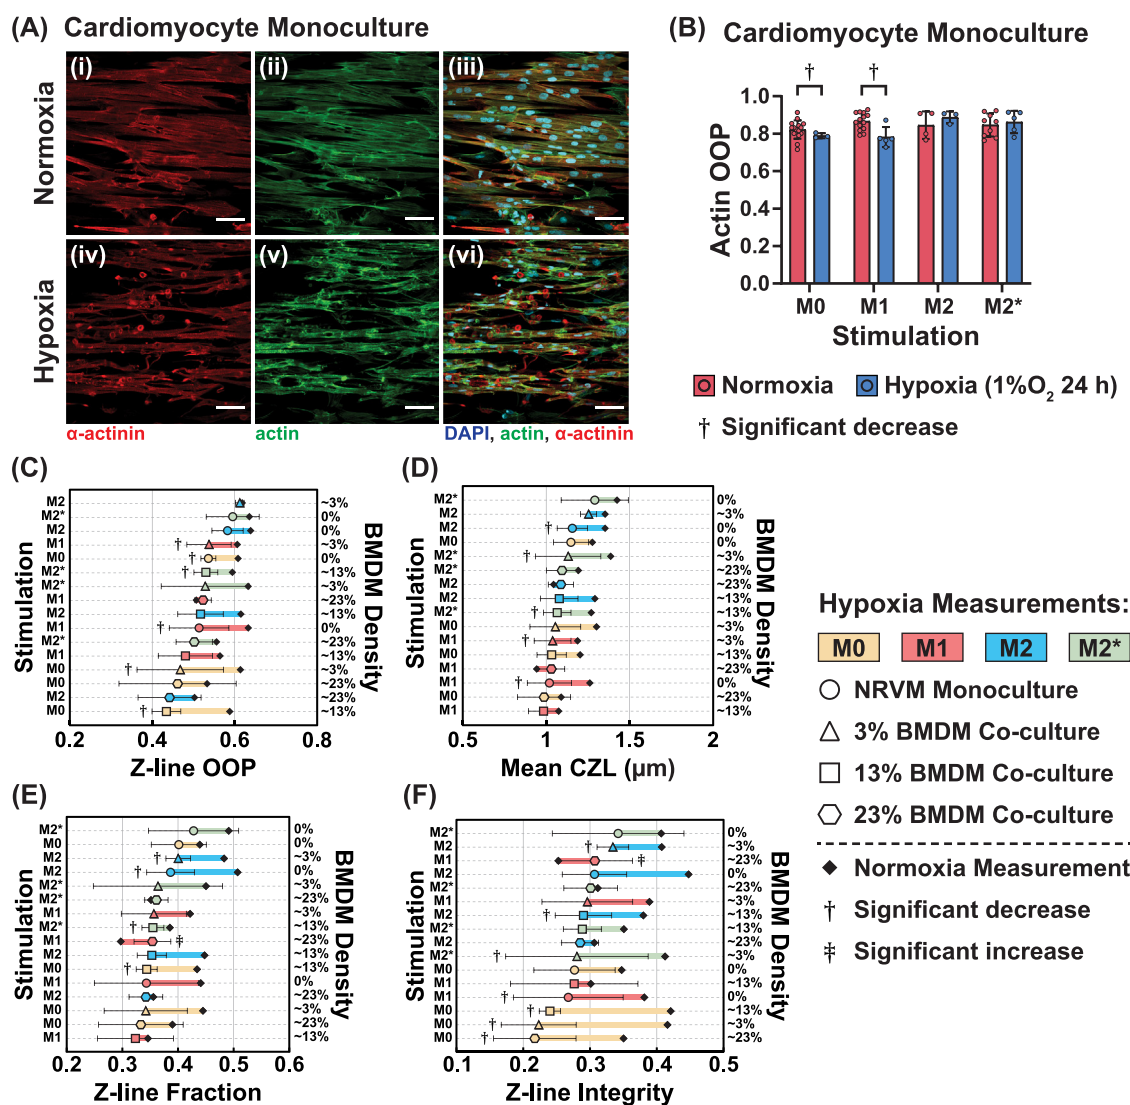 (A) Cardiomyocyte Monoculture
(i) (ii) (iii)
Normoxia
(iv) (v) (vi)
Hypoxia
α-actinin actin DAPI, actin, α-actinin
(B) Cardiomyocyte Monoculture
† †
1.0
0.8
0.6
0.4
0.2
0.0
Actin OOP
M0 M1 M2 M2*
Stimulation
Normoxia Hypoxia (1%O₂ 24 h)
† Significant decrease
(C)
Stimulation
BMDM Density
M2 ~3%
M2* 0%
M2 0%
M1 † ~3%
M0 † 0%
M2* † ~13%
M2* ~3%
M1 ~23%
M2 ~13%
M1 † 0%
M2* ~23%
M1 ~13%
M0 † ~3%
M0 ~23%
M2 ~23%
M0 † ~13%
0.2 0.4 0.6 0.8
Z-line OOP
(D)
Stimulation
BMDM Density
M2* 0%
M2 ~3%
M2 † 0%
M0 0%
M2* † ~3%
M2* ~23%
M2 ~23%
M2 ~13%
M2* † ~13%
M0 ~3%
M1 † ~3%
M0 ~13%
M1 ~23%
M1 † 0%
M0 ~23%
M1 ~13%
0.5 1 1.5 2
Mean CZL (µm)
(E)
Stimulation
BMDM Density
M2* 0%
M0 0%
M2 † ~3%
M2 † 0%
M2* ~3%
M2* ~23%
M1 ~3%
M2* † ~13%
M1 ‡ ~23%
M2 ~13%
M0 † ~13%
M1 0%
M2 ~23%
M0 ~3%
M0 ~23%
M1 ~13%
0.2 0.3 0.4 0.5 0.6
Z-line Fraction
(F)
Stimulation
BMDM Density
M2* 0%
M2 † ~3%
M1 ‡ ~23%
M2 0%
M2* ~23%
M1 ~3%
M2 † ~13%
M2* ~13%
M2 ~23%
M2* † ~3%
M0 0%
M1 ~13%
M1 † 0%
M0 † ~13%
M0 † ~3%
M0 † ~23%
0.1 0.2 0.3 0.4 0.5
Z-line Integrity
Hypoxia Measurements:
M0 M1 M2 M2*
NRVM Monoculture
3% BMDM Co-culture
13% BMDM Co-culture
23% BMDM Co-culture
Normoxia Measurement
† Significant decrease
‡ Significant increase